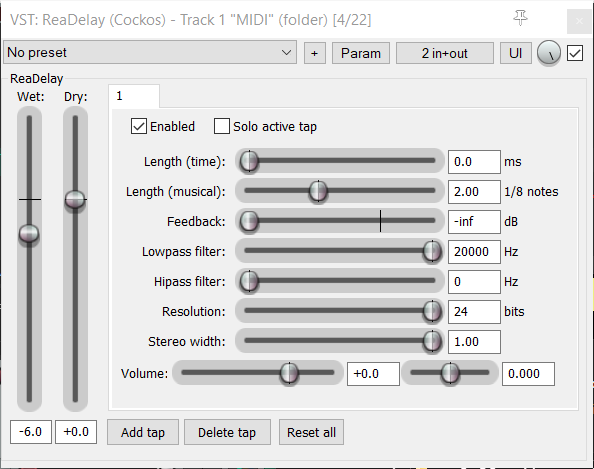 VST: ReaDelay (Cockos) - Track 1 "MIDI" (folder) [4/22]
No preset + Param 2 in+out UI
ReaDelay
Wet: Dry: 1
Enabled Solo active tap
Length (time): 0.0 ms
Length (musical): 2.00 1/8 notes
Feedback: -inf dB
Lowpass filter: 20000 Hz
Hipass filter: 0 Hz
Resolution: 24 bits
Stereo width: 1.00
Volume: +0.0 0.000
-6.0 +0.0 Add tap Delete tap Reset all